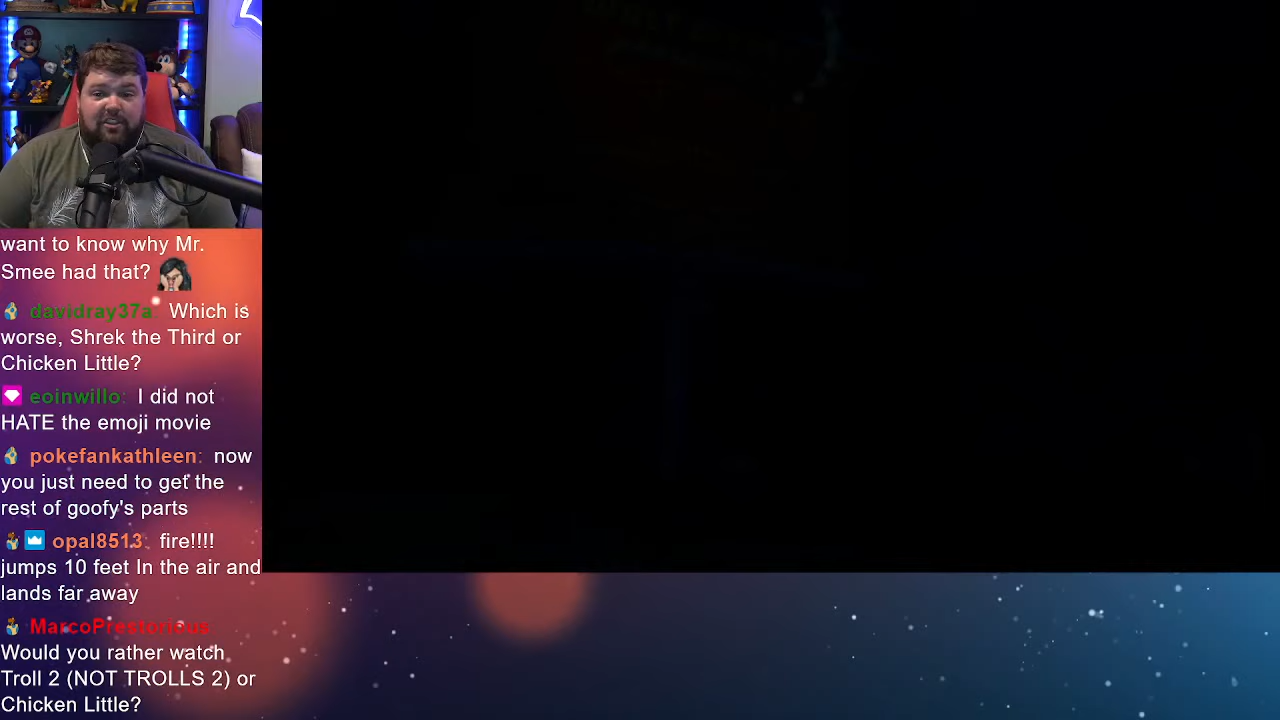 want to know why Mr.
Smee had that?
davidray37a: Which is
worse, Shrek the Third or
Chicken Little?
eoinwillo: I did not
HATE the emoji movie
pokefankathleen: now
you just need to get the
rest of goofy's parts
opal8513: fire!!!!
jumps 10 feet In the air and
lands far away
MarcoPrestorious:
Would you rather watch
Troll 2 (NOT TROLLS 2) or
Chicken Little?